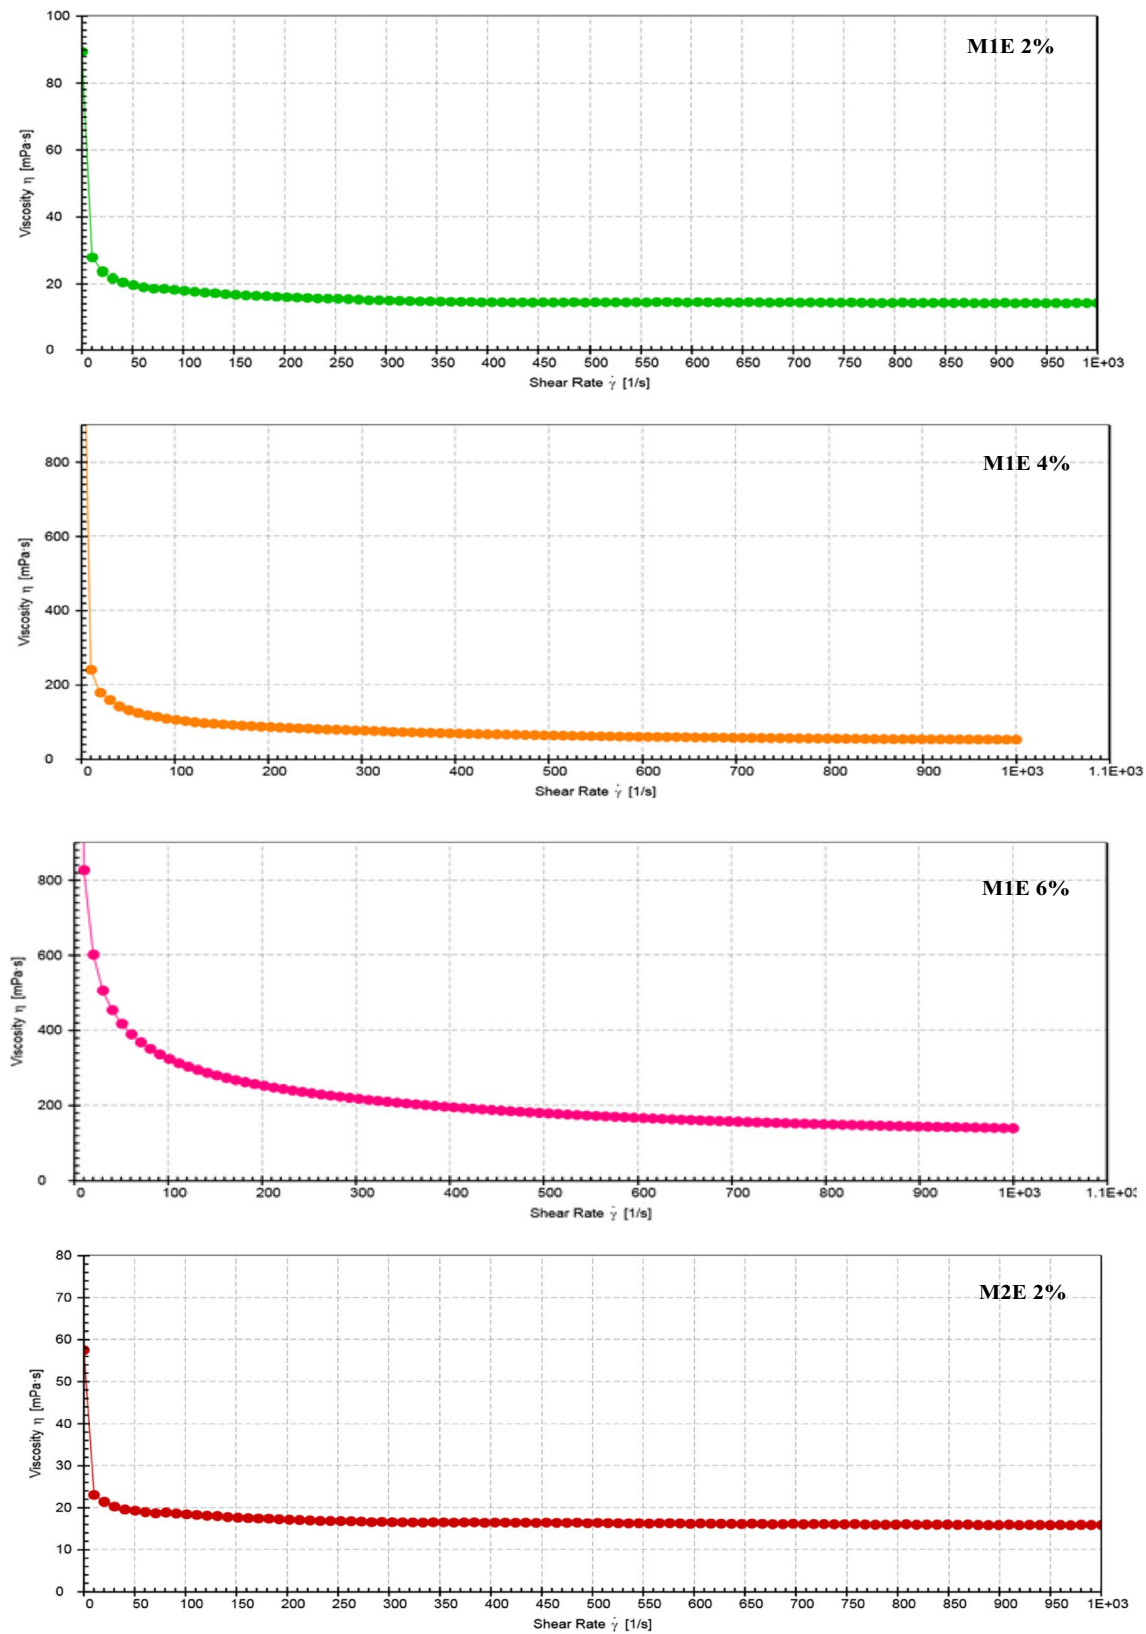 100
M1E 2%
80
60
40
20
0
Viscosity η [mPa·s]
0 50 100 150 200 250 300 350 400 450 500 550 600 650 700 750 800 850 900 950 1E+03
Shear Rate γ̇ [1/s]
M1E 4%
800
600
400
200
0
Viscosity η [mPa·s]
0 100 200 300 400 500 600 700 800 900 1E+03 1.1E+03
Shear Rate γ̇ [1/s]
M1E 6%
800
600
400
200
0
Viscosity η [mPa·s]
0 100 200 300 400 500 600 700 800 900 1E+03 1.1E+0
Shear Rate γ̇ [1/s]
80
M2E 2%
70
60
50
40
30
20
10
0
Viscosity η [mPa·s]
0 50 100 150 200 250 300 350 400 450 500 550 600 650 700 750 800 850 900 950 1E+03
Shear Rate γ̇ [1/s]